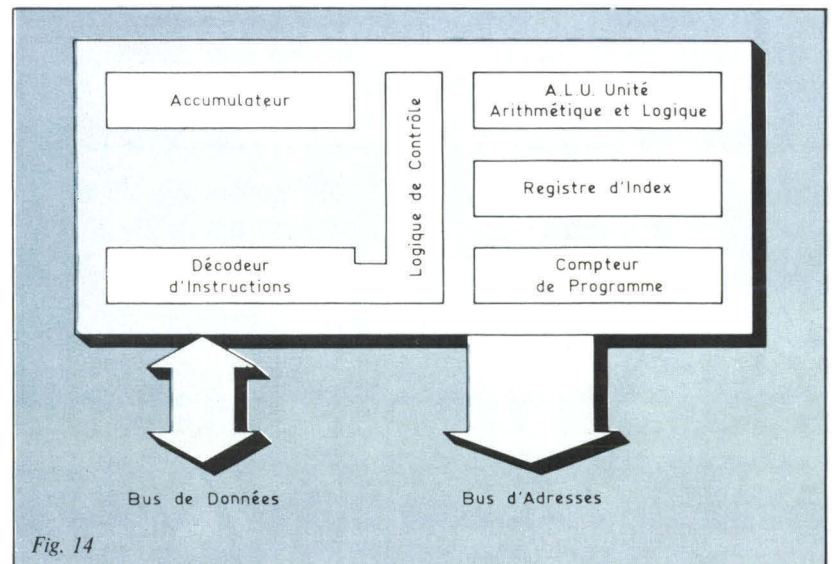 Accumulateur
Logique de Contrôle
A.L.U. Unité
Arithmétique et Logique
Registre d'Index
Décodeur
d'Instructions
Compteur
de Programme
Bus de Données
Bus d'Adresses
Fig. 14